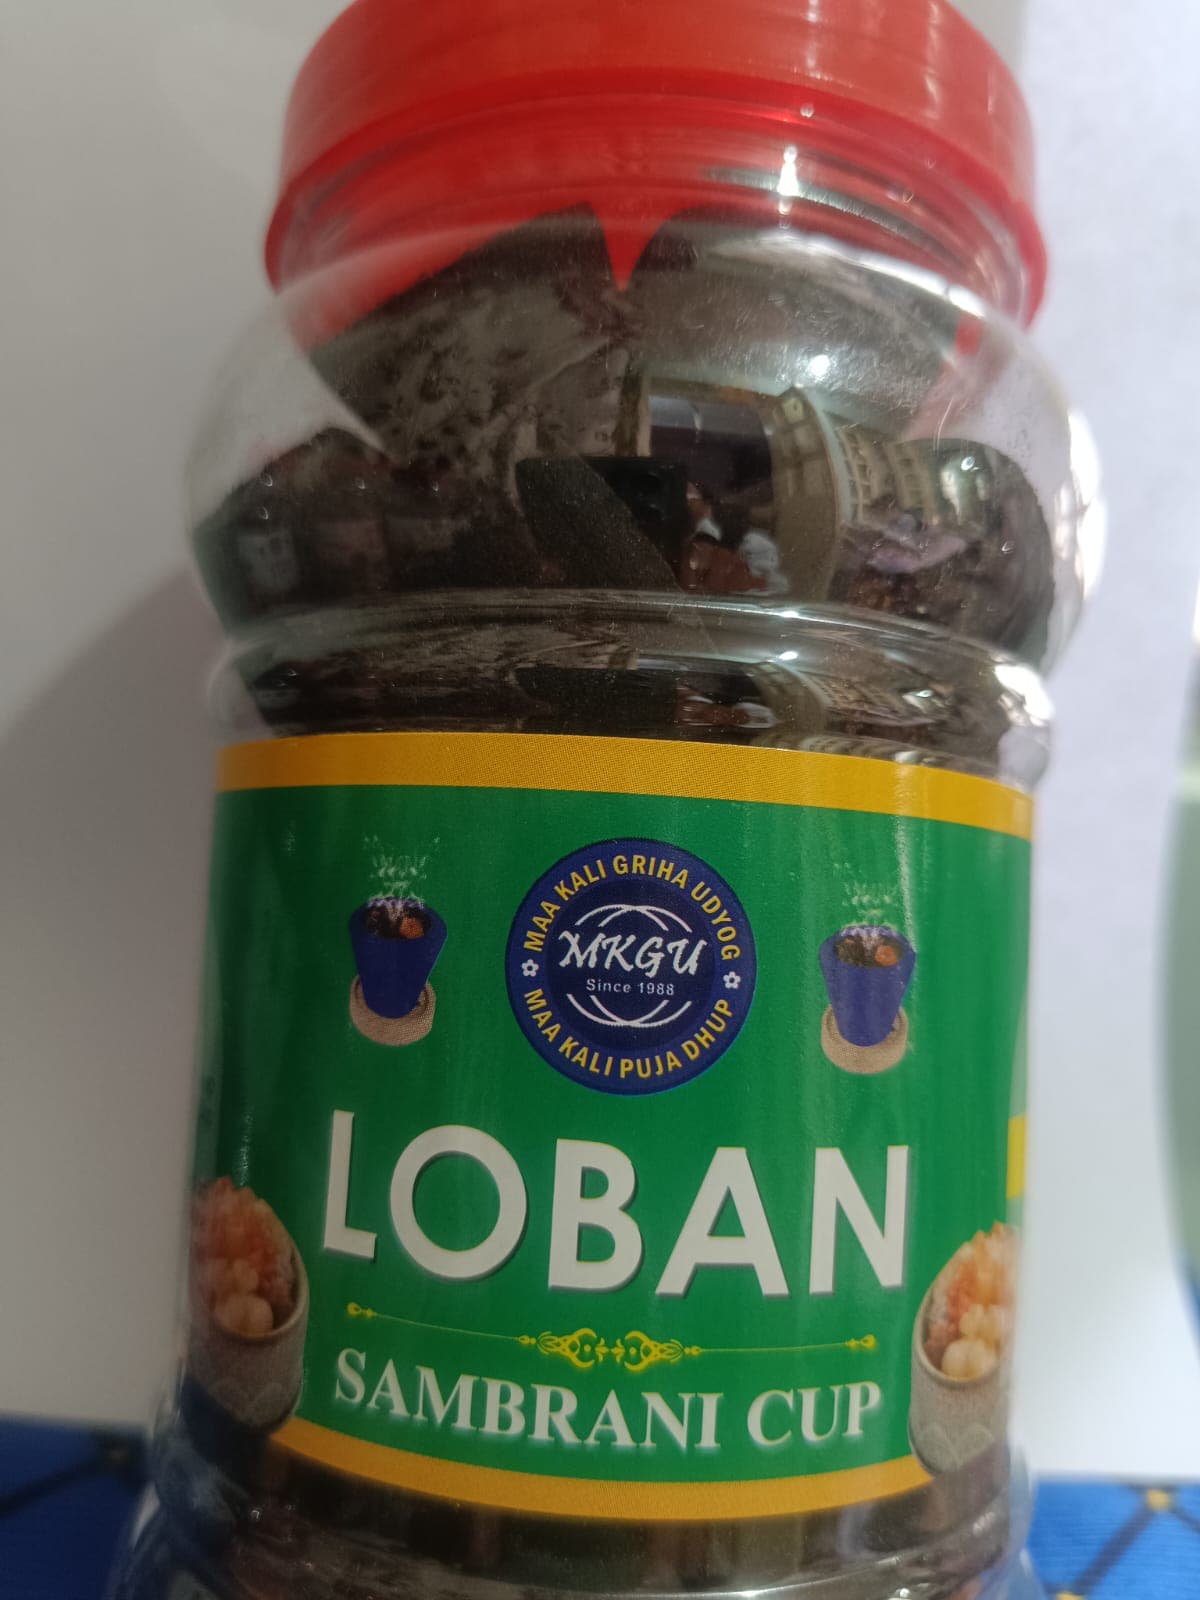 MAA KALI GRIHA UDYOG
MKGU
Since 1988
MAA KALI PUJA DHUP
LOBAN
SAMBRANI CUP